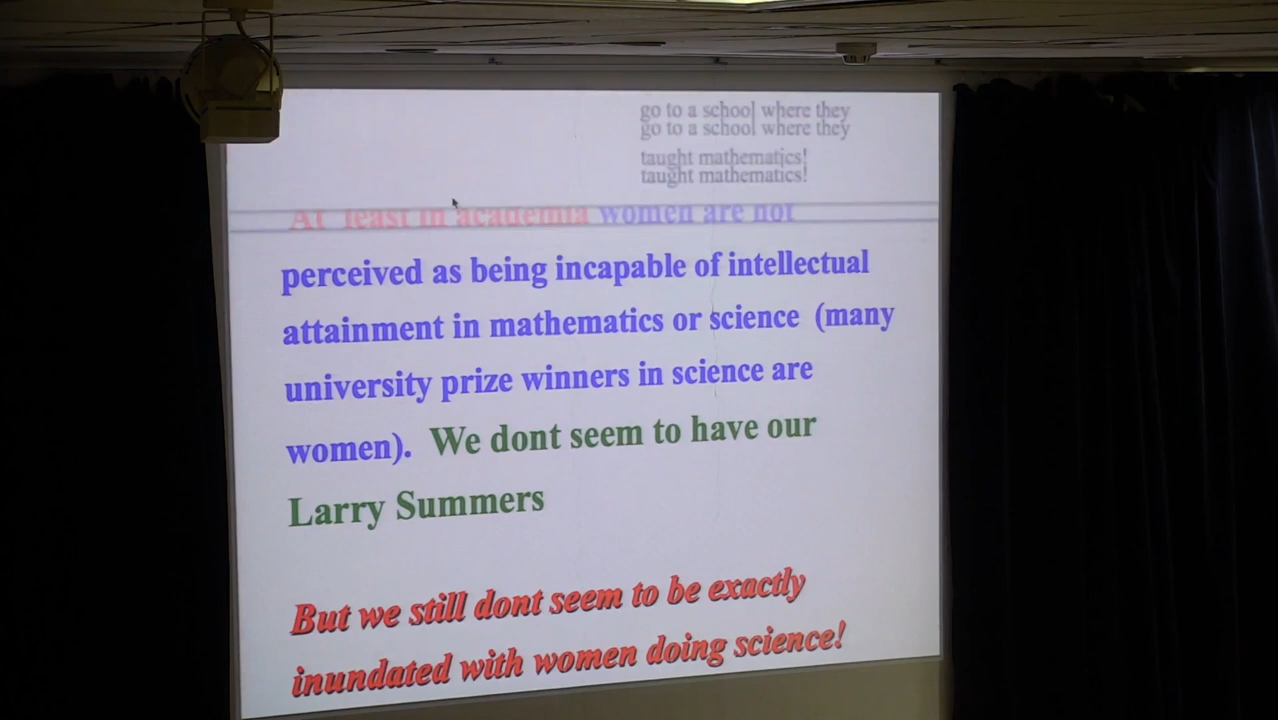 go to a school where they
go to a school where they
taught mathematics!
taught mathematics!
At least in academia women are not
perceived as being incapable of intellectual
attainment in mathematics or science (many
university prize winners in science are
women). We dont seem to have our
Larry Summers
But we still dont seem to be exactly
inundated with women doing science!